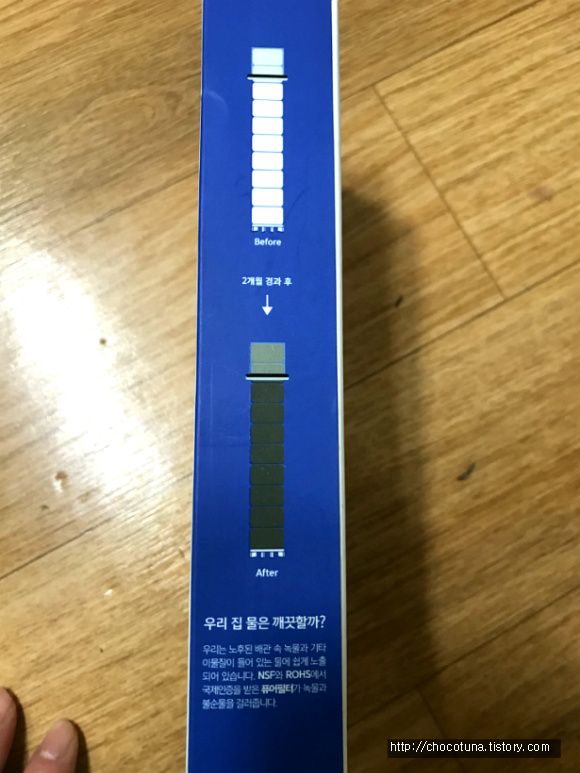 Before
2개월 경과 후
After
우리 집 물은 깨끗할까?
우리는 노후된 배관 속 녹물과 기타
이물질이 들어 있는 물에 쉽게 노출
되어 있습니다. NSF와 ROHS에서
국제인증을 받은 퓨어필터가 녹물과
불순물을 걸러줍니다.
http://chocotuna.tistory.com